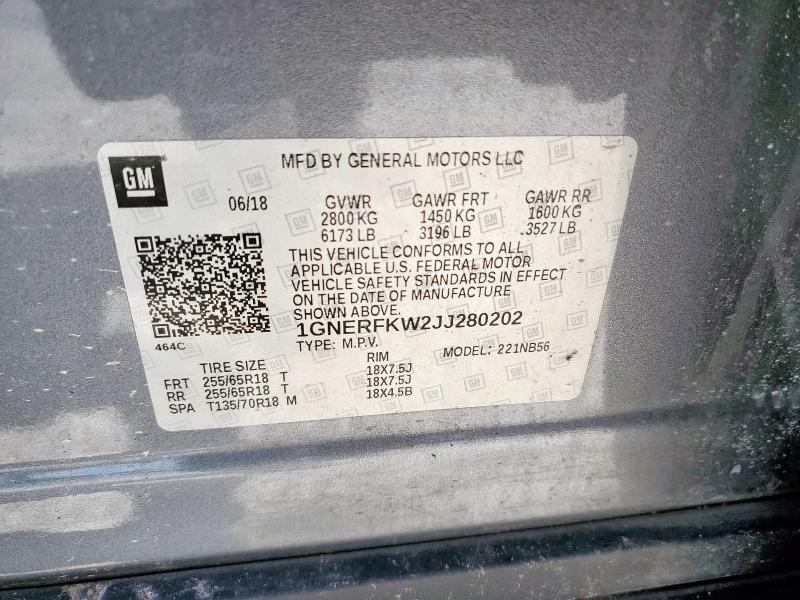 GM
MFD BY GENERAL MOTORS LLC
06/18
GVWR GAWR FRT GAWR RR
2800 KG 1450 KG 1600 KG
6173 LB 3196 LB 3527 LB
THIS VEHICLE CONFORMS TO ALL
APPLICABLE U.S. FEDERAL MOTOR
VEHICLE SAFETY STANDARDS IN EFFECT
ON THE DATE OF MANUFACTURE
SHOWN ABOVE.
1GNERFKW2JJ280202
464C
TYPE: M.P.V. MODEL: 221NB56
TIRE SIZE RIM
FRT 255/65R18 T 18X7.5J
RR 255/65R18 T 18X7.5J
SPA T135/70R18 M 18X4.5B